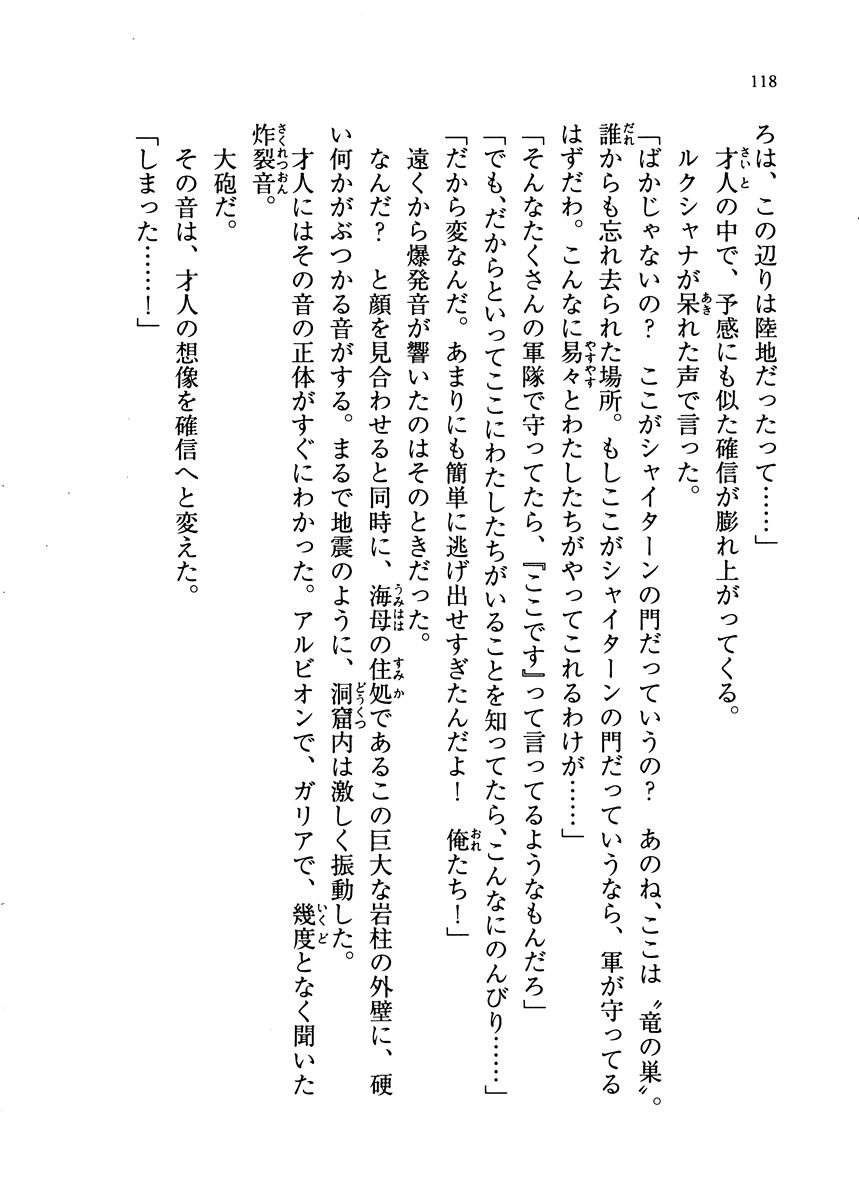 118
ろは、この辺りは陸地だったって……」
　才人の中で、予感にも似た確信が膨れ上がってくる。
　ルクシャナが呆れた声で言った。
「ばかじゃないの？　ここがシャイターンの門だっていうの？　あのね、ここは〝竜の巣〟。
誰からも忘れ去られた場所。もしここがシャイターンの門だっていうなら、軍が守ってる
はずだわ。こんなに易々とわたしたちがやってこれるわけが……」
「そんなたくさんの軍隊で守ってたら、『ここです』って言ってるようなもんだろ」
「でも、だからといってここにわたしたちがいることを知ってたら、こんなにのんびり……」
「だから変なんだ。あまりにも簡単に逃げ出せすぎたんだよ！　俺たち！」
　遠くから爆発音が響いたのはそのときだった。
　なんだ？　と顔を見合わせると同時に、海母の住処であるこの巨大な岩柱の外壁に、硬
い何かがぶつかる音がする。まるで地震のように、洞窟内は激しく振動した。
　才人にはその音の正体がすぐにわかった。アルビオンで、ガリアで、幾度となく聞いた
炸裂音。
　大砲だ。
　その音は、才人の想像を確信へと変えた。
「しまった……！」